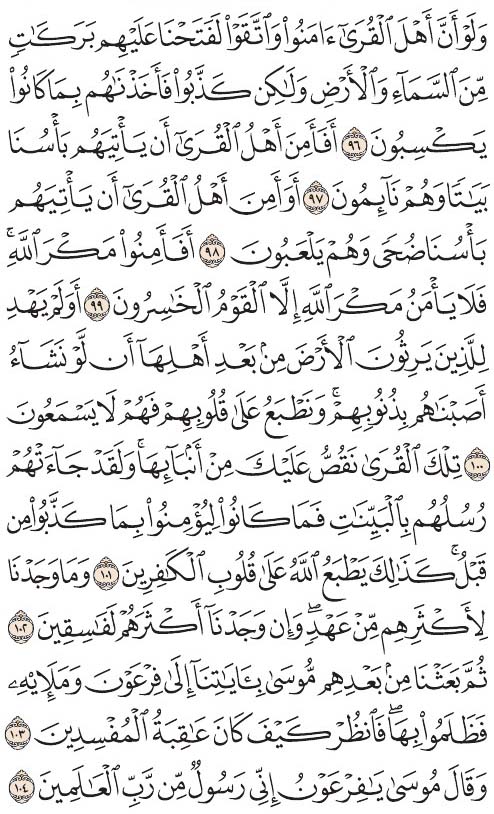 وَلَوْ أَنَّ أَهْلَ ٱلْقُرَىٰٓ ءَامَنُوا۟ وَٱتَّقَوْا۟ لَفَتَحْنَا عَلَيْهِم بَرَكَٰتٍ
مِّنَ ٱلسَّمَآءِ وَٱلْأَرْضِ وَلَٰكِن كَذَّبُوا۟ فَأَخَذْنَٰهُم بِمَا كَانُوا۟
يَكْسِبُونَ ٩٦ أَفَأَمِنَ أَهْلُ ٱلْقُرَىٰٓ أَن يَأْتِيَهُم بَأْسُنَا
بَيَٰتًا وَهُمْ نَآئِمُونَ ٩٧ أَوَأَمِنَ أَهْلُ ٱلْقُرَىٰٓ أَن يَأْتِيَهُم
بَأْسُنَا ضُحًى وَهُمْ يَلْعَبُونَ ٩٨ أَفَأَمِنُوا۟ مَكْرَ ٱللَّهِ ۚ
فَلَا يَأْمَنُ مَكْرَ ٱللَّهِ إِلَّا ٱلْقَوْمُ ٱلْخَٰسِرُونَ ٩٩ أَوَلَمْ يَهْدِ
لِلَّذِينَ يَرِثُونَ ٱلْأَرْضَ مِنۢ بَعْدِ أَهْلِهَآ أَن لَّوْ نَشَآءُ
أَصَبْنَٰهُم بِذُنُوبِهِمْ ۚ وَنَطْبَعُ عَلَىٰ قُلُوبِهِمْ فَهُمْ لَا يَسْمَعُونَ
١٠٠ تِلْكَ ٱلْقُرَىٰ نَقُصُّ عَلَيْكَ مِنْ أَنۢبَآئِهَا ۚ وَلَقَدْ جَآءَتْهُمْ
رُسُلُهُم بِٱلْبَيِّنَٰتِ فَمَا كَانُوا۟ لِيُؤْمِنُوا۟ بِمَا كَذَّبُوا۟ مِن
قَبْلُ ۚ كَذَٰلِكَ يَطْبَعُ ٱللَّهُ عَلَىٰ قُلُوبِ ٱلْكَٰفِرِينَ ١٠١ وَمَا وَجَدْنَا
لِأَكْثَرِهِم مِّنْ عَهْدٍ ۖ وَإِن وَجَدْنَآ أَكْثَرَهُمْ لَفَٰسِقِينَ ١٠٢
ثُمَّ بَعَثْنَا مِنۢ بَعْدِهِم مُّوسَىٰ بِـَٔايَٰتِنَآ إِلَىٰ فِرْعَوْنَ وَمَلَإِي۟هِۦ
فَظَلَمُوا۟ بِهَا ۖ فَٱنظُرْ كَيْفَ كَانَ عَٰقِبَةُ ٱلْمُفْسِدِينَ ١٠٣
وَقَالَ مُوسَىٰ يَٰفِرْعَوْنُ إِنِّى رَسُولٌ مِّن رَّبِّ ٱلْعَٰلَمِينَ ١٠٤